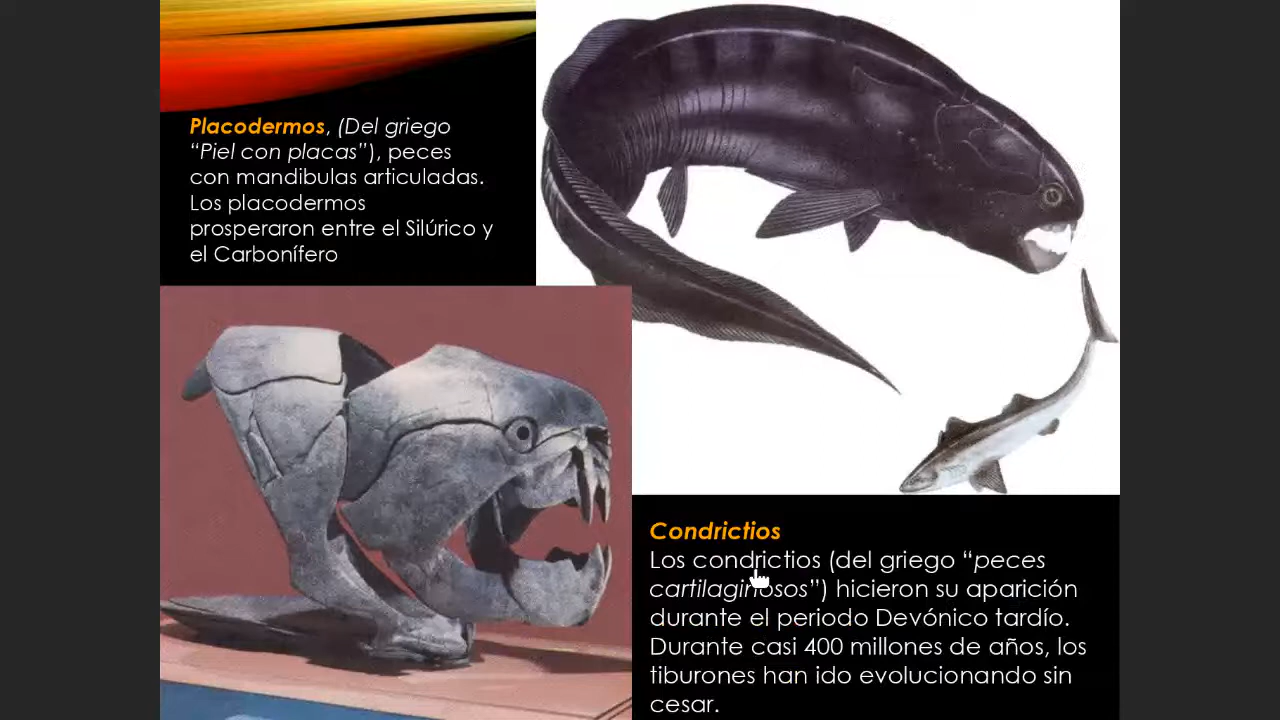 Placodermos, (Del griego
“Piel con placas”), peces
con mandibulas articuladas.
Los placodermos
prosperaron entre el Silúrico y
el Carbonífero
Condrictios
Los condrictios (del griego “peces
cartilaginosos”) hicieron su aparición
durante el periodo Devónico tardío.
Durante casi 400 millones de años, los
tiburones han ido evolucionando sin
cesar.